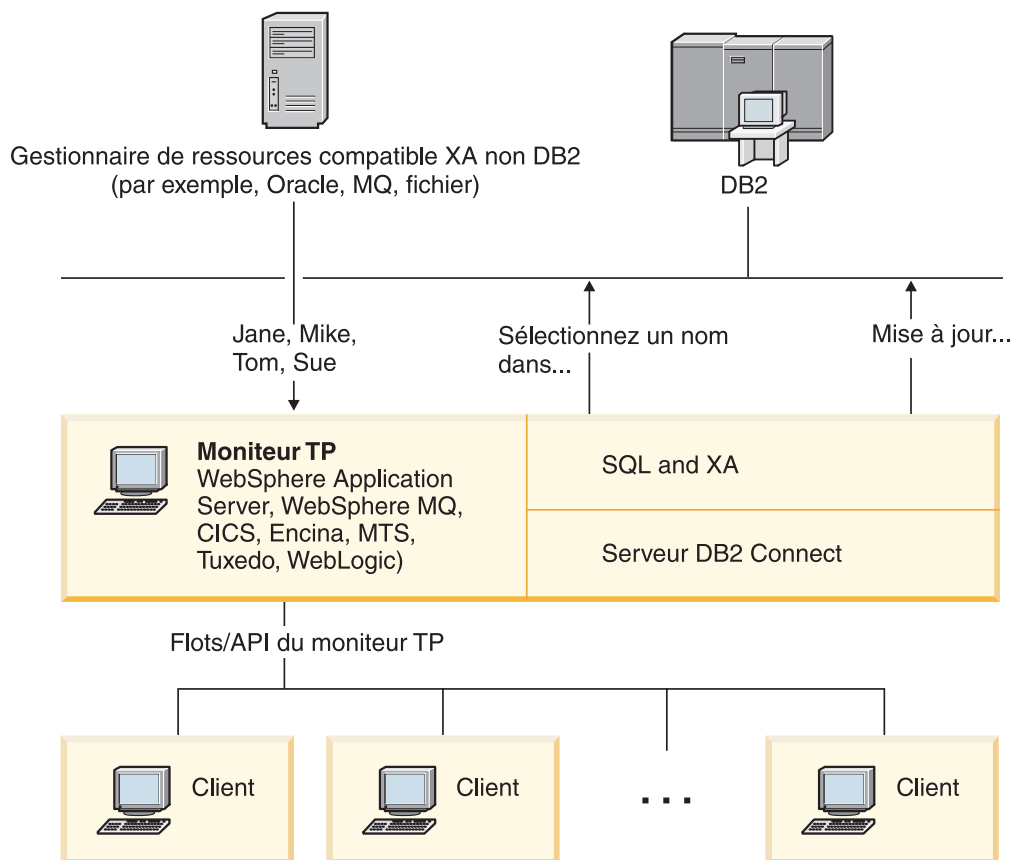 Gestionnaire de ressources compatible XA non DB2
(par exemple, Oracle, MQ, fichier)
DB2
Jane, Mike,
Tom, Sue
Sélectionnez un nom
dans...
Mise à jour...
Moniteur TP
WebSphere Application
Server, WebSphere MQ,
CICS, Encina, MTS,
Tuxedo, WebLogic)
SQL and XA
Serveur DB2 Connect
Flots/API du moniteur TP
Client
Client
. . .
Client